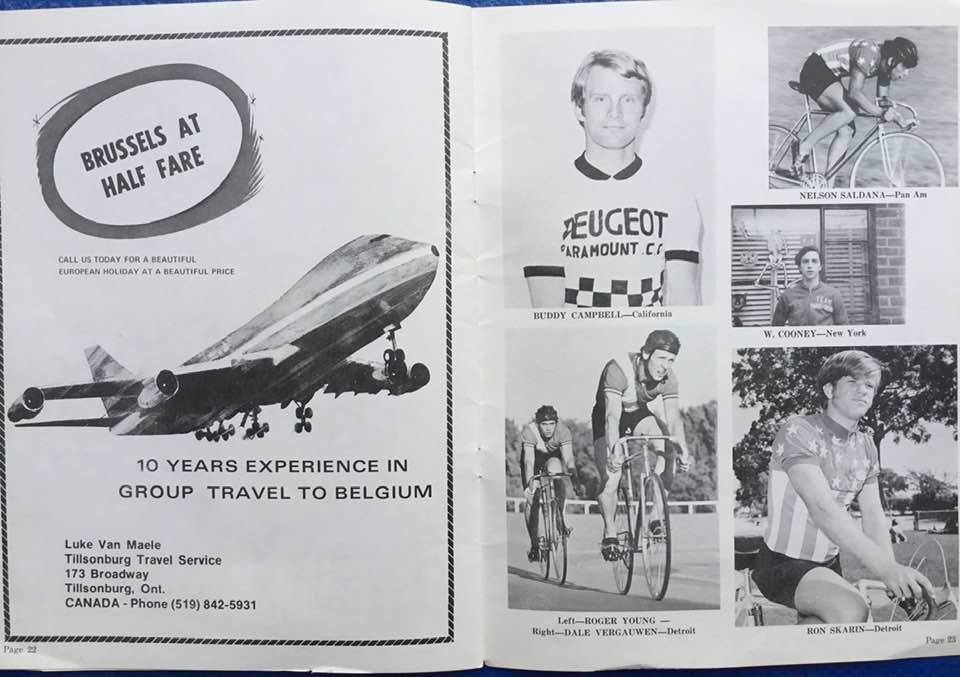 BRUSSELS AT
HALF FARE
CALL US TODAY FOR A BEAUTIFUL
EUROPEAN HOLIDAY AT A BEAUTIFUL PRICE
10 YEARS EXPERIENCE IN
GROUP TRAVEL TO BELGIUM
Luke Van Maele
Tillsonburg Travel Service
173 Broadway
Tillsonburg, Ont.
CANADA - Phone (519) 842-5931
Page 22
PEUGEOT
PARAMOUNT .C.C
BUDDY CAMPBELL—California
NELSON SALDANA—Pan Am
TEAM
W. COONEY—New York
Left—ROGER YOUNG —
Right—DALE VERGAUWEN—Detroit
RON SKARIN—Detroit
Page 23